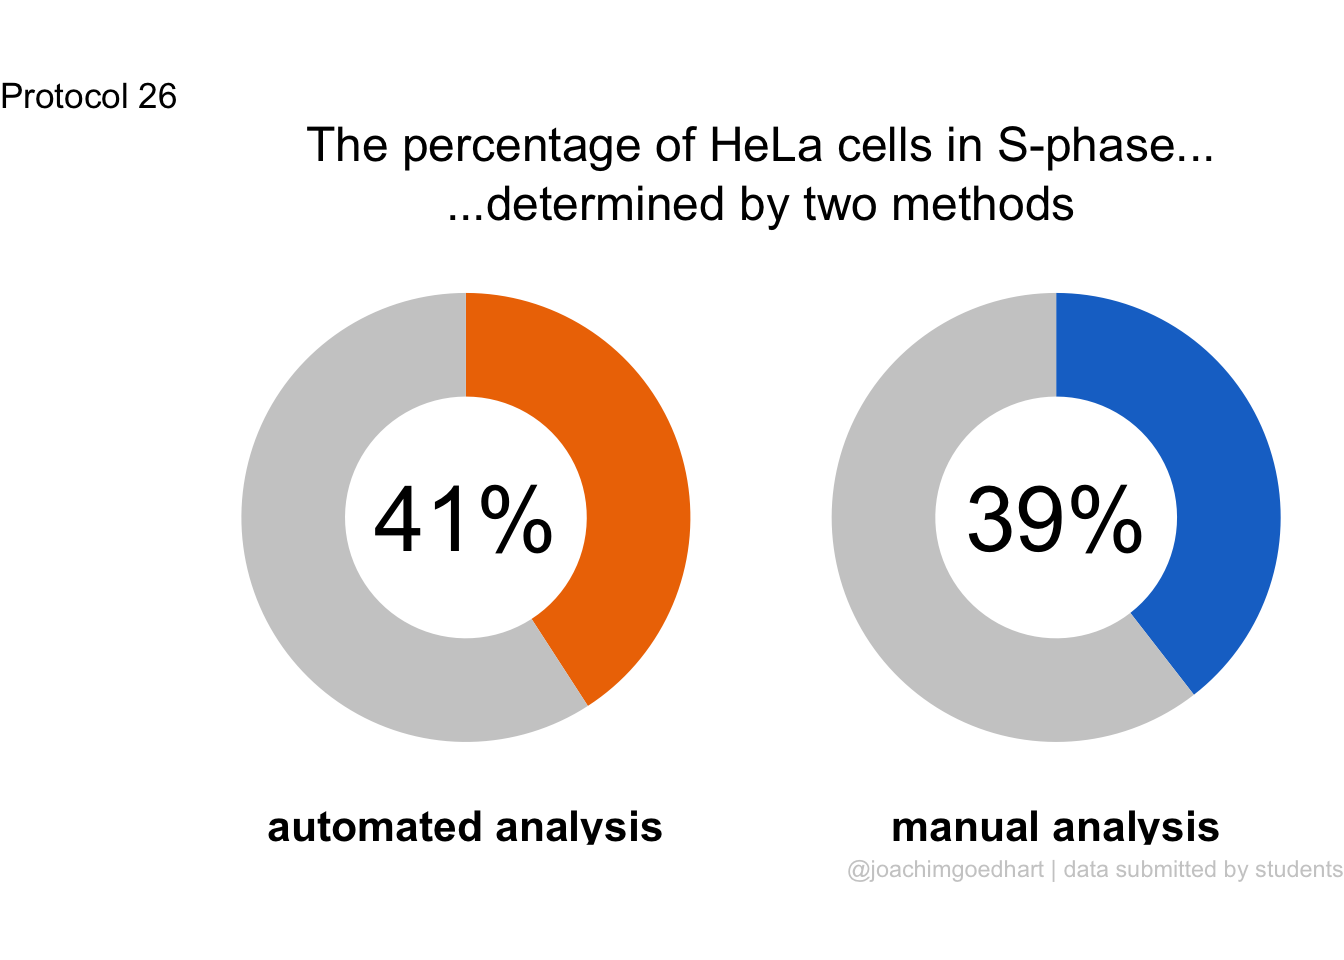 Protocol 26
The percentage of HeLa cells in S-phase...
...determined by two methods
41%
39%
automated analysis
manual analysis
@joachimgoedhart | data submitted by students